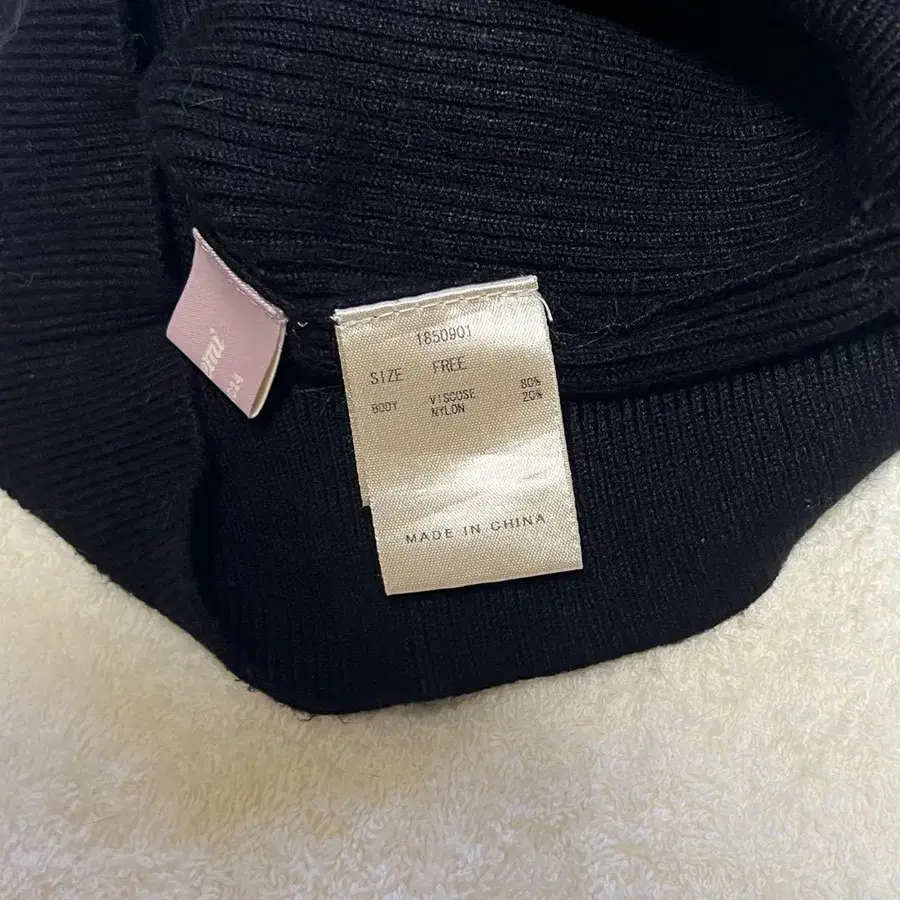 1850901
SIZE FREE
BODY VISCOSE 80%
NYLON 20%
MADE IN CHINA